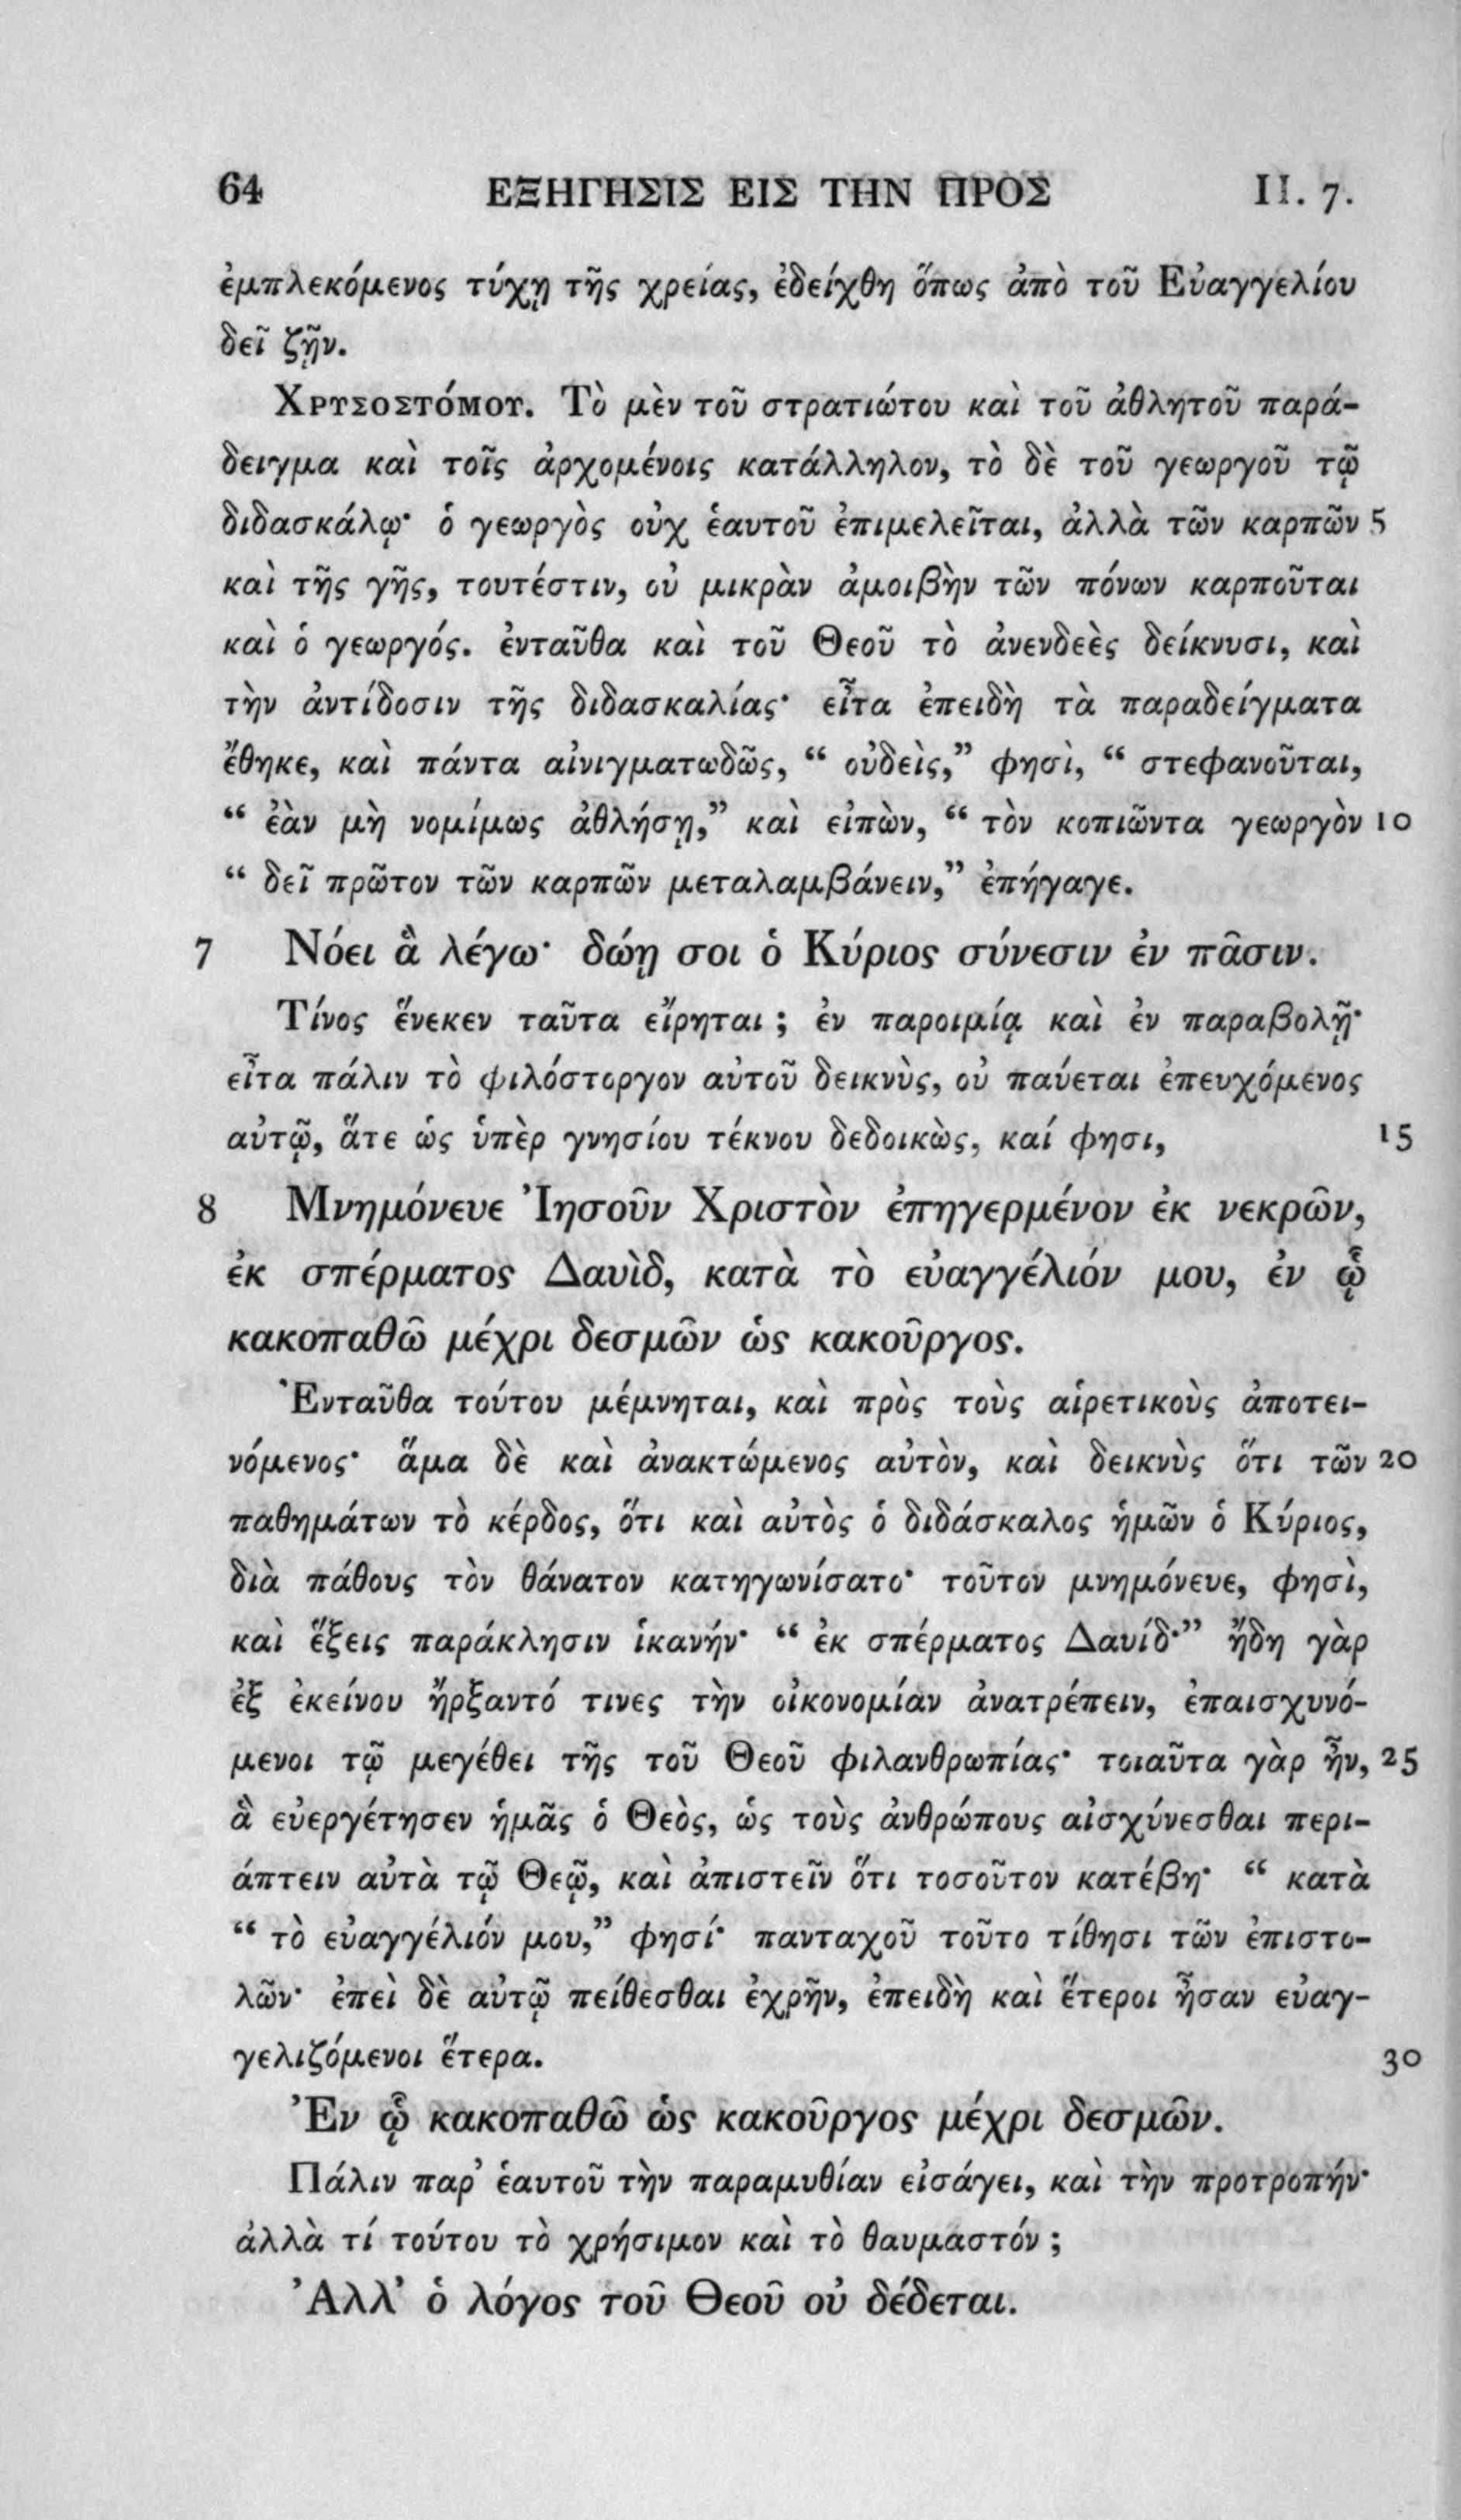 64 ΕΞΗΓΗΣΙΣ ΕΙΣ ΤΗΝ ΠΡΟΣ II. 7.
ἐμπλεκόμενος τύχῃ τῆς χρείας, ἐδείχθη ὅπως ἀπὸ τοῦ Εὐαγγελίου
δεῖ ζῇν.
ΧΡΥΣΟΣΤΌΜΟΥ. Τὸ μὲν τοῦ στρατιώτου καὶ τοῦ ἀθλητοῦ παρά-
δειγμα καὶ τοῖς ἀρχομένοις κατάλληλον, τὸ δὲ τοῦ γεωργοῦ τῷ
διδασκάλῳ· ὁ γεωργὸς οὐχ ἑαυτοῦ ἐπιμελεῖται, ἀλλὰ τῶν καρπῶν 5
καὶ τῆς γῆς, τουτέστιν, οὐ μικρὰν ἀμοιβὴν τῶν πόνων καρποῦται
καὶ ὁ γεωργός. ἐνταῦθα καὶ τοῦ Θεοῦ τὸ ἀνενδεὲς δείκνυσι, καὶ
τὴν ἀντίδοσιν τῆς διδασκαλίας· εἶτα ἐπειδὴ τὰ παραδείγματα
ἔθηκε, καὶ πάντα αἰνιγματωδῶς, “ οὐδεὶς,” φησὶ, “ στεφανοῦται,
“ ἐὰν μὴ νομίμως ἀθλήσῃ,” καὶ εἰπὼν, “ τὸν κοπιῶντα γεωργὸν 10
“ δεῖ πρῶτον τῶν καρπῶν μεταλαμβάνειν,” ἐπήγαγε.
7 Νόει ἃ λέγω· δώῃ σοι ὁ Κύριος σύνεσιν ἐν πᾶσιν.
Τίνος ἕνεκεν ταῦτα εἴρηται ; ἐν παροιμίᾳ καὶ ἐν παραβολῇ·
εἶτα πάλιν τὸ φιλόστοργον αὐτοῦ δεικνὺς, οὐ παύεται ἐπευχόμενος
αὐτῷ, ἅτε ὡς ὑπὲρ γνησίου τέκνου δεδοικὼς, καί φησι, 15
8 Μνημόνευε Ἰησοῦν Χριστὸν ἐπηγερμένον ἐκ νεκρῶν,
ἐκ σπέρματος Δαυὶδ, κατὰ τὸ εὐαγγέλιόν μου, ἐν ᾧ
κακοπαθῶ μέχρι δεσμῶν ὡς κακοῦργος.
Ἐνταῦθα τούτου μέμνηται, καὶ πρὸς τοὺς αἱρετικοὺς ἀποτει-
νόμενος· ἅμα δὲ καὶ ἀνακτώμενος αὐτὸν, καὶ δεικνὺς ὅτι τῶν 20
παθημάτων τὸ κέρδος, ὅτι καὶ αὐτὸς ὁ διδάσκαλος ἡμῶν ὁ Κύριος,
διὰ πάθους τὸν θάνατον κατηγωνίσατο· τοῦτον μνημόνευε, φησὶ,
καὶ ἕξεις παράκλησιν ἱκανήν· “ ἐκ σπέρματος Δαυίδ·” ἤδη γὰρ
ἐξ ἐκείνου ἤρξαντό τινες τὴν οἰκονομίαν ἀνατρέπειν, ἐπαισχυνό-
μενοι τῷ μεγέθει τῆς τοῦ Θεοῦ φιλανθρωπίας· τοιαῦτα γὰρ ἦν, 25
ἃ εὐεργέτησεν ἡμᾶς ὁ Θεὸς, ὡς τοὺς ἀνθρώπους αἰσχύνεσθαι περι-
άπτειν αὐτὰ τῷ Θεῷ, καὶ ἀπιστεῖν ὅτι τοσοῦτον κατέβη· “ κατὰ
“ τὸ εὐαγγέλιόν μου,” φησί· πανταχοῦ τοῦτο τίθησι τῶν ἐπιστο-
λῶν· ἐπεὶ δὲ αὐτῷ πείθεσθαι ἐχρῆν, ἐπειδὴ καὶ ἕτεροι ἦσαν εὐαγ-
γελιζόμενοι ἕτερα. 30
Ἐν ᾧ κακοπαθῶ ὡς κακοῦργος μέχρι δεσμῶν.
Πάλιν παρ’ ἑαυτοῦ τὴν παραμυθίαν εἰσάγει, καὶ τὴν προτροπήν·
ἀλλὰ τί τούτου τὸ χρήσιμον καὶ τὸ θαυμαστόν ;
Ἀλλ’ ὁ λόγος τοῦ Θεοῦ οὐ δέδεται.